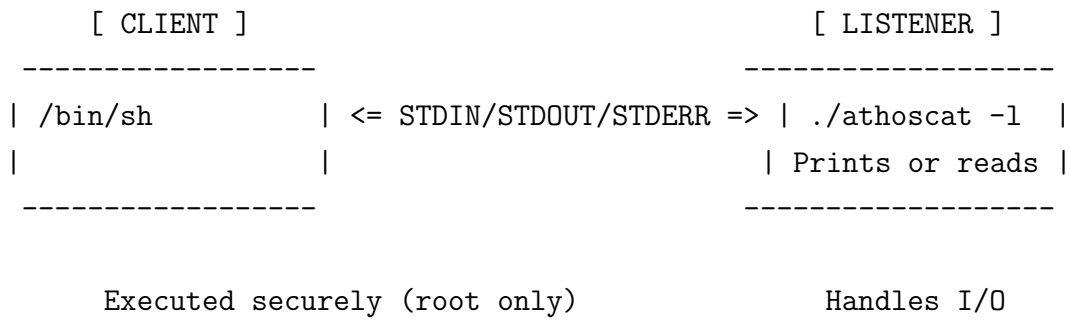 [ CLIENT ] [ LISTENER ]
------------------ -------------------
| /bin/sh | <= STDIN/STDOUT/STDERR => | ./athoscat -l |
| | | Prints or reads |
------------------ -------------------
Executed securely (root only) Handles I/O